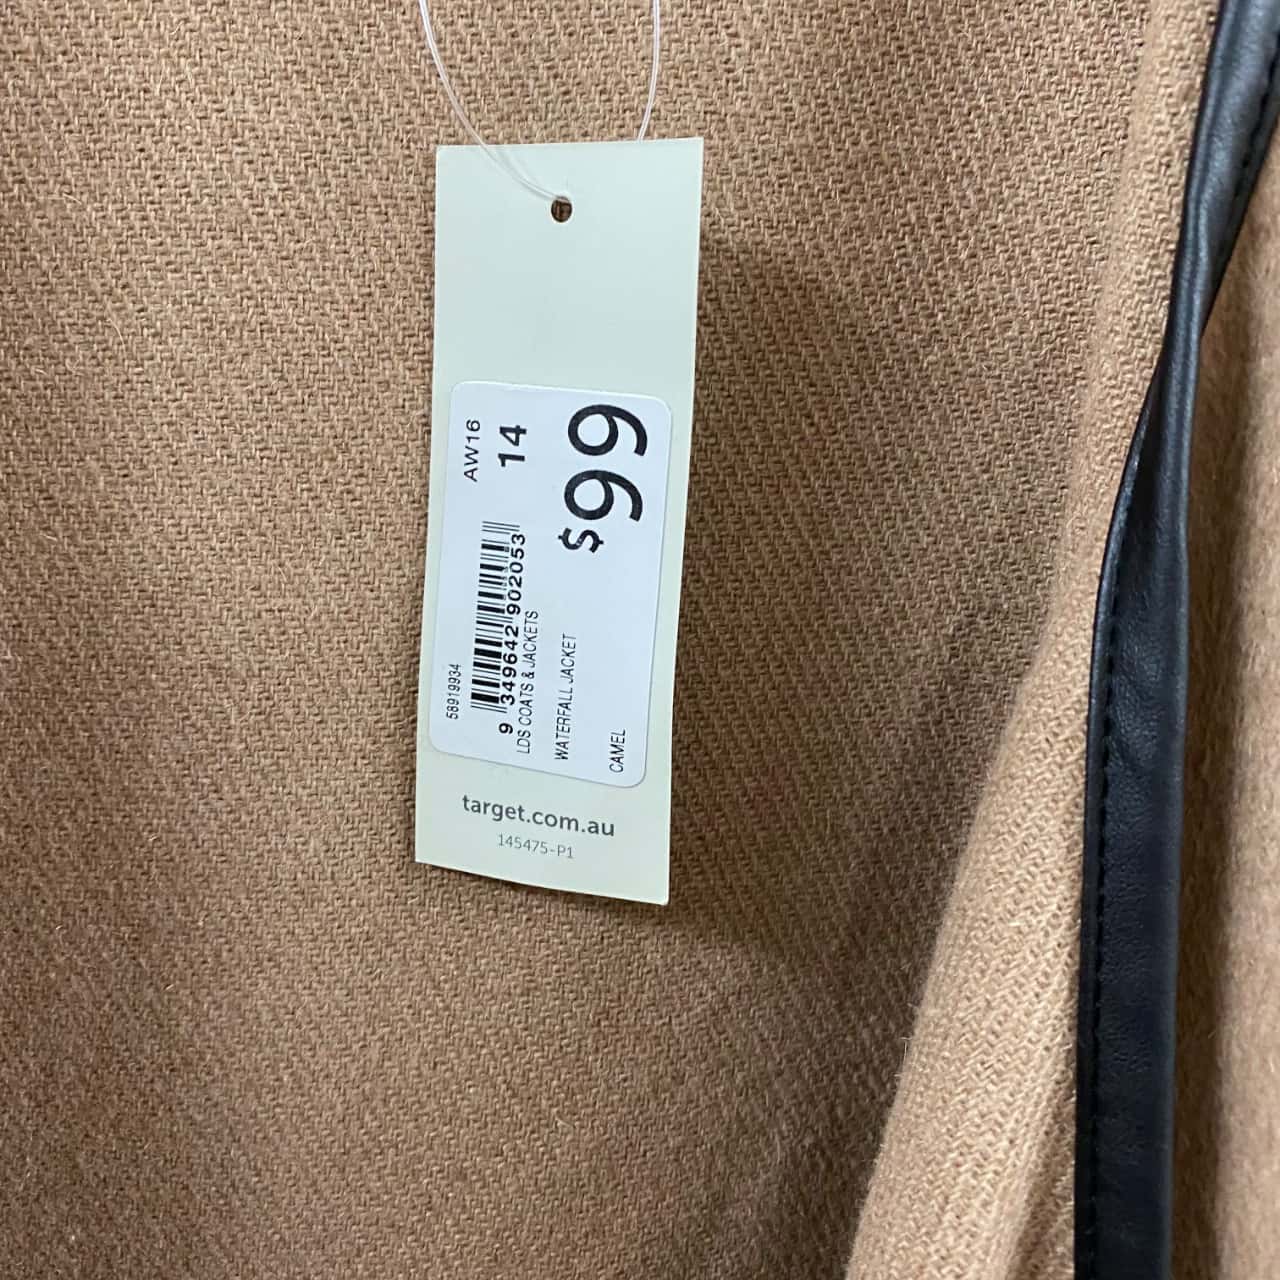 AW16
14
$99
58919934
9 349642 902053
LDS COATS & JACKETS
WATERFALL JACKET
CAMEL
target.com.au
145475-P1